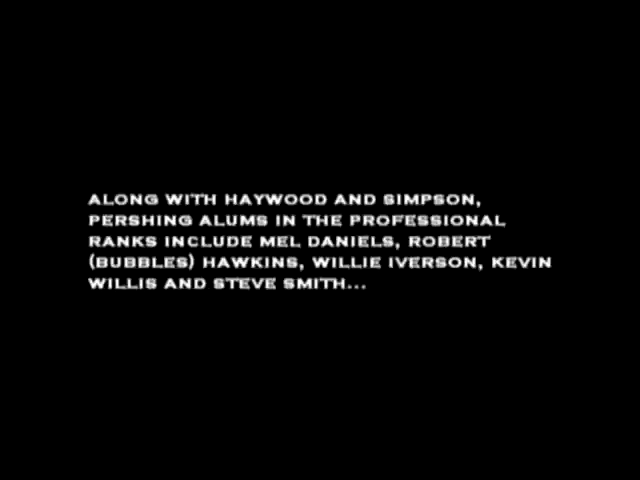 ALONG WITH HAYWOOD AND SIMPSON,
PERSHING ALUMS IN THE PROFESSIONAL
RANKS INCLUDE MEL DANIELS, ROBERT
(BUBBLES) HAWKINS, WILLIE IVERSON, KEVIN
WILLIS AND STEVE SMITH...